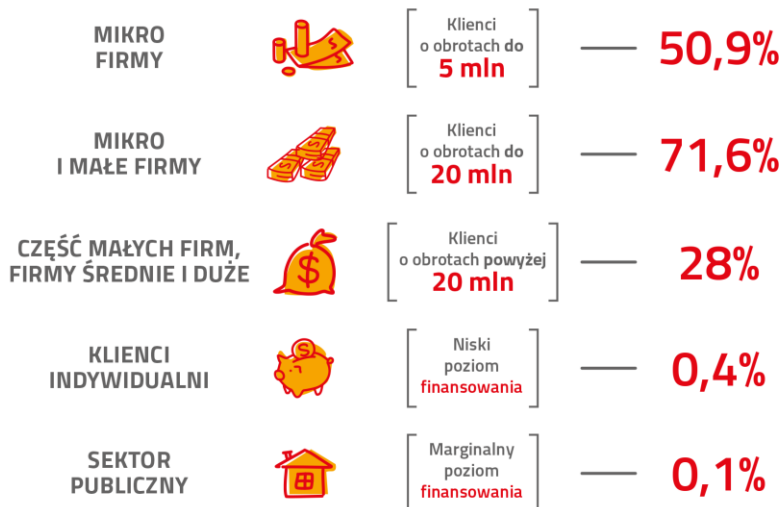 MIKRO
FIRMY
Klienci
o obrotach do
5 mln
50,9%
MIKRO
I MAŁE FIRMY
Klienci
o obrotach do
20 mln
71,6%
CZĘŚĆ MAŁYCH FIRM,
FIRMY ŚREDNIE I DUŻE
Klienci
o obrotach powyżej
20 mln
28%
KLIENCI
INDYWIDUALNI
Niski
poziom
finansowania
0,4%
SEKTOR
PUBLICZNY
Marginalny
poziom
finansowania
0,1%